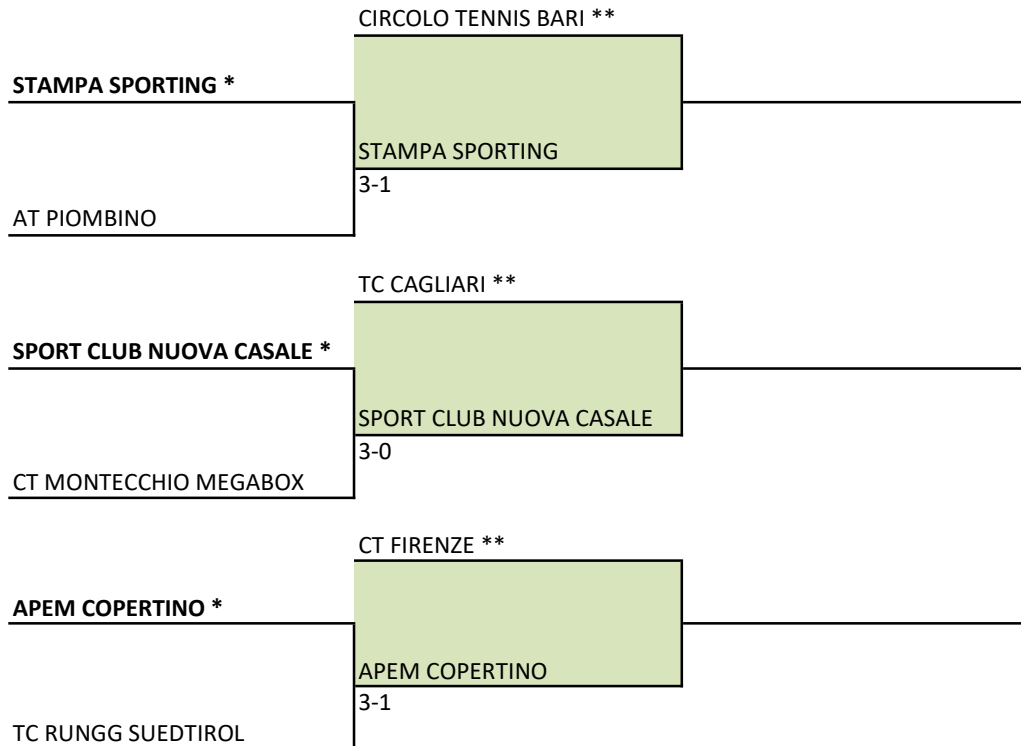 CIRCOLO TENNIS BARI **
STAMPA SPORTING *
STAMPA SPORTING
3-1
AT PIOMBINO
TC CAGLIARI **
SPORT CLUB NUOVA CASALE *
SPORT CLUB NUOVA CASALE
3-0
CT MONTECCHIO MEGABOX
CT FIRENZE **
APEM COPERTINO *
APEM COPERTINO
3-1
TC RUNGG SUEDTIROL